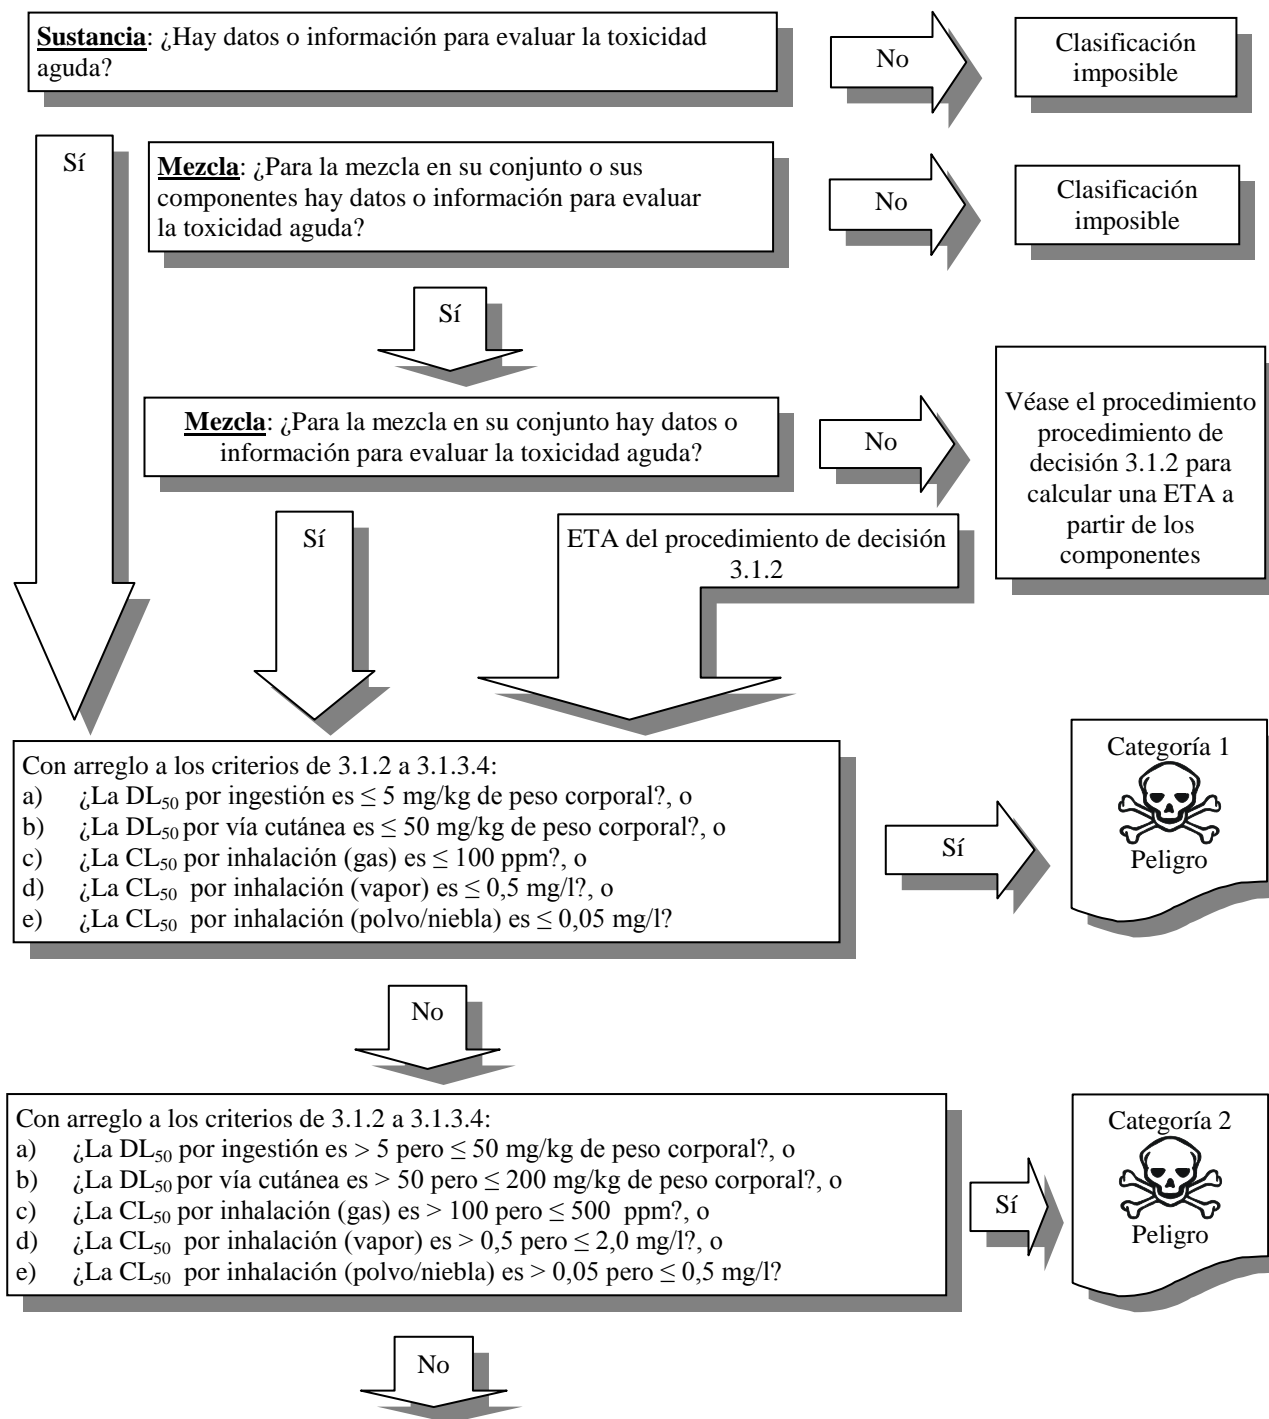 Sustancia: ¿Hay datos o información para evaluar la toxicidad
aguda?
No
Clasificación
imposible
Sí
Mezcla: ¿Para la mezcla en su conjunto o sus
componentes hay datos o información para evaluar
la toxicidad aguda?
No
Clasificación
imposible
Sí
Mezcla: ¿Para la mezcla en su conjunto hay datos o
información para evaluar la toxicidad aguda?
No
Véase el procedimiento
procedimiento de
decisión 3.1.2 para
calcular una ETA a
partir de los
componentes
Sí
ETA del procedimiento de decisión
3.1.2
Con arreglo a los criterios de 3.1.2 a 3.1.3.4:
a) ¿La DL50 por ingestión es ≤ 5 mg/kg de peso corporal?, o
b) ¿La DL50 por vía cutánea es ≤ 50 mg/kg de peso corporal?, o
c) ¿La CL50 por inhalación (gas) es ≤ 100 ppm?, o
d) ¿La CL50 por inhalación (vapor) es ≤ 0,5 mg/l?, o
e) ¿La CL50 por inhalación (polvo/niebla) es ≤ 0,05 mg/l?
Sí
Categoría 1
Peligro
No
Con arreglo a los criterios de 3.1.2 a 3.1.3.4:
a) ¿La DL50 por ingestión es > 5 pero ≤ 50 mg/kg de peso corporal?, o
b) ¿La DL50 por vía cutánea es > 50 pero ≤ 200 mg/kg de peso corporal?, o
c) ¿La CL50 por inhalación (gas) es > 100 pero ≤ 500 ppm?, o
d) ¿La CL50 por inhalación (vapor) es > 0,5 pero ≤ 2,0 mg/l?, o
e) ¿La CL50 por inhalación (polvo/niebla) es > 0,05 pero ≤ 0,5 mg/l?
Sí
Categoría 2
Peligro
No